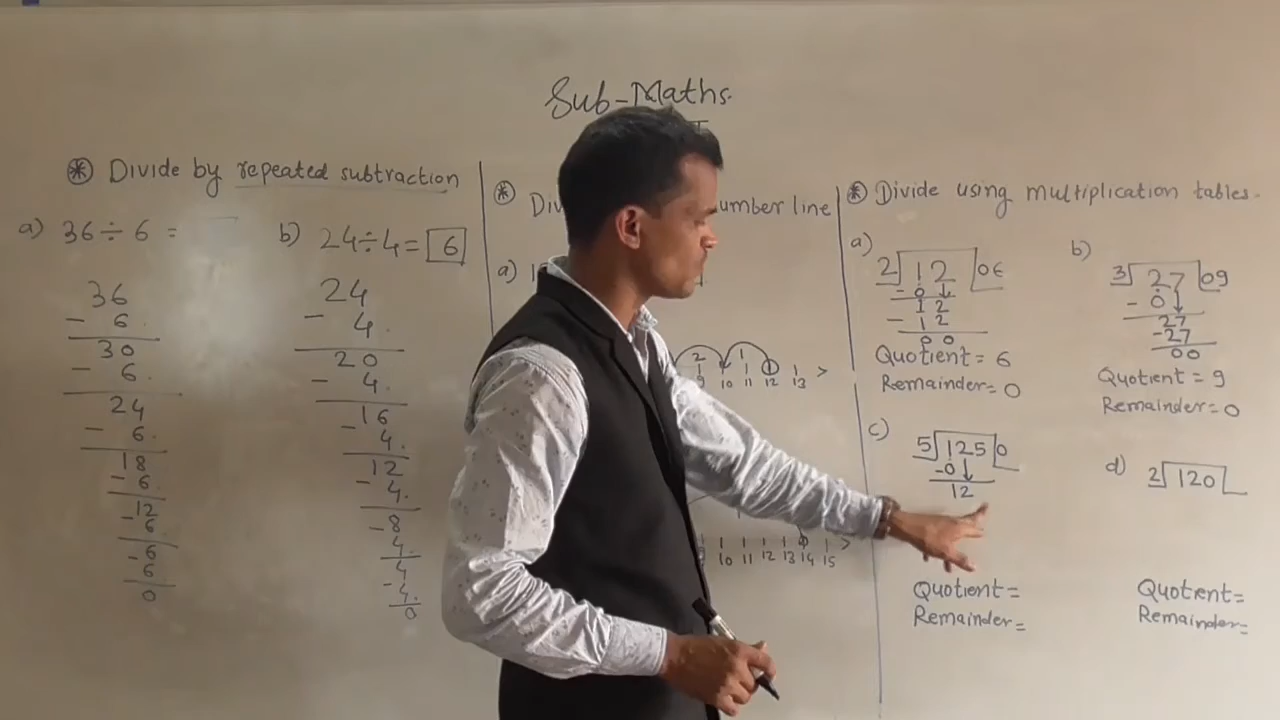 Sub-Maths.
⊛ Divide by repeated subtraction
a) 36 ÷ 6 =
36
- 6.
30
- 6.
24
- 6.
18
- 6.
12
- 6.
- 6
6
0
b) 24 ÷ 4 = 6
24
- 4.
20
- 4.
- 16
4.
12
- 4.
- 8
4.
4
- 4.
0
⊛
number line
a)
2 1
9 10 11 12 13 >
10 11 12 13 14 15
⊛ Divide using multiplication tables.
a)
2 12 06
- 0 ↓
12
- 12
00
Quotient = 6
Remainder = 0
b)
3 27 09
- 0 ↓
27
- 27
00
Quotient = 9
Remainder = 0
c)
5 125 0
- 0 ↓
12
Quotient =
Remainder =
d) 2 120
Quotient =
Remainder =